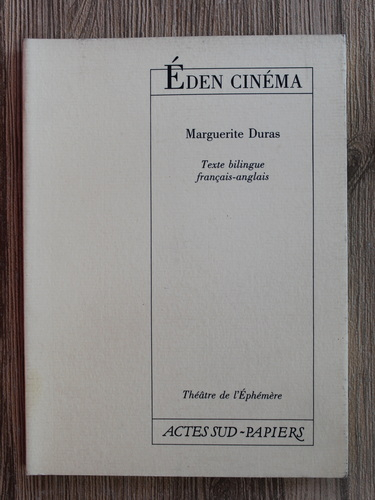 ÉDEN CINÉMA
Marguerite Duras
Texte bilingue
français-anglais
Théâtre de l'Éphémère
ACTES SUD-PAPIERS